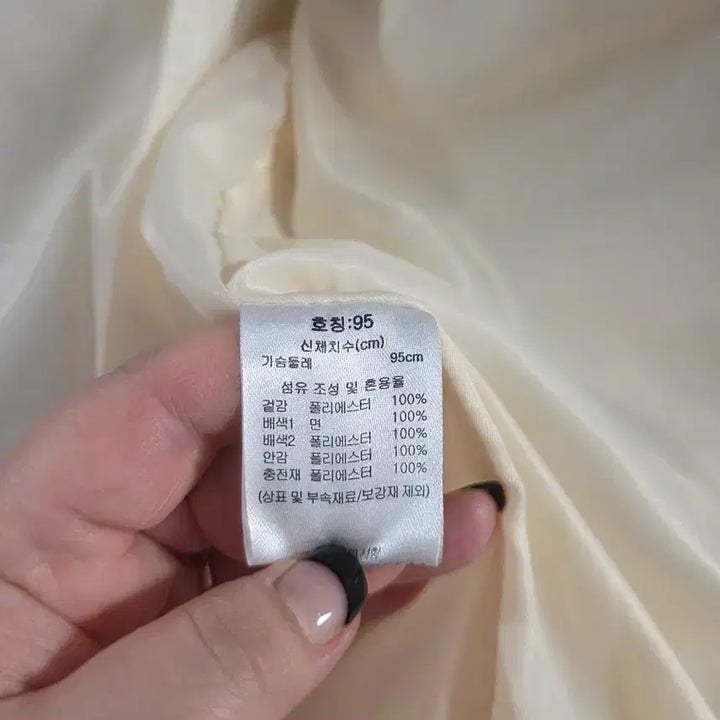 호칭:95
신체치수(cm)
가슴둘레 95cm
섬유 조성 및 혼용율
겉감 폴리에스터 100%
배색1 면 100%
배색2 폴리에스터 100%
안감 폴리에스터 100%
충전재 폴리에스터 100%
(상표 및 부속재료/보강재 제외)